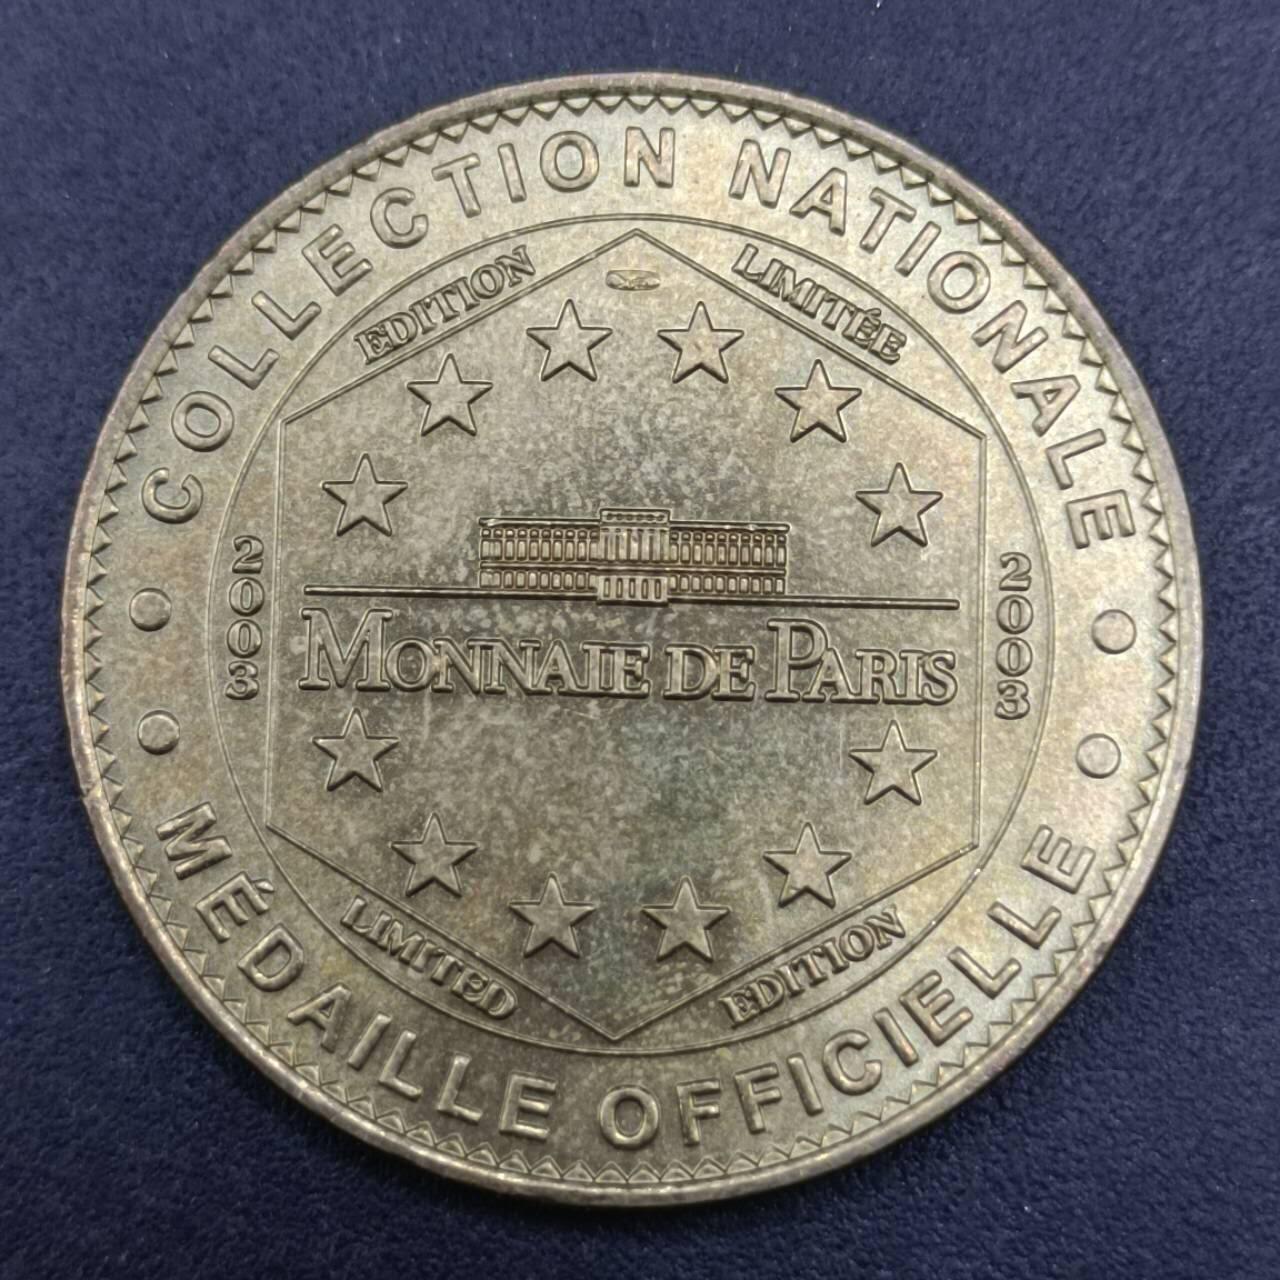 COLLECTION NATIONALE
EDITION LIMITÉE
2003
2003
MONNAIE DE PARIS
LIMITED EDITION
MÉDAILLE OFFICIELLE